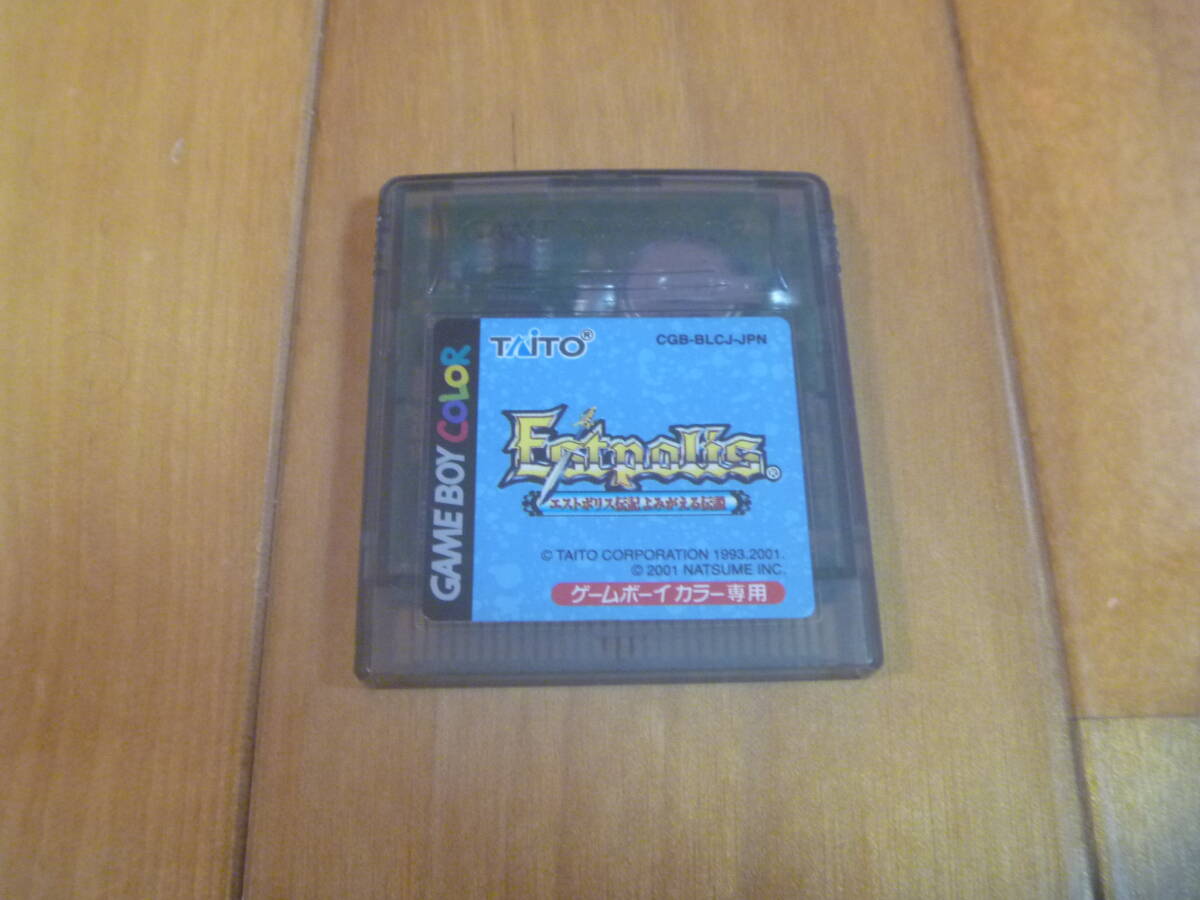 TAITO®
CGB-BLCJ-JPN
GAME BOY COLOR
Estpolis®
エストポリス伝記 よみがえる伝説
© TAITO CORPORATION 1993.2001.
© 2001 NATSUME INC.
ゲームボーイカラー専用